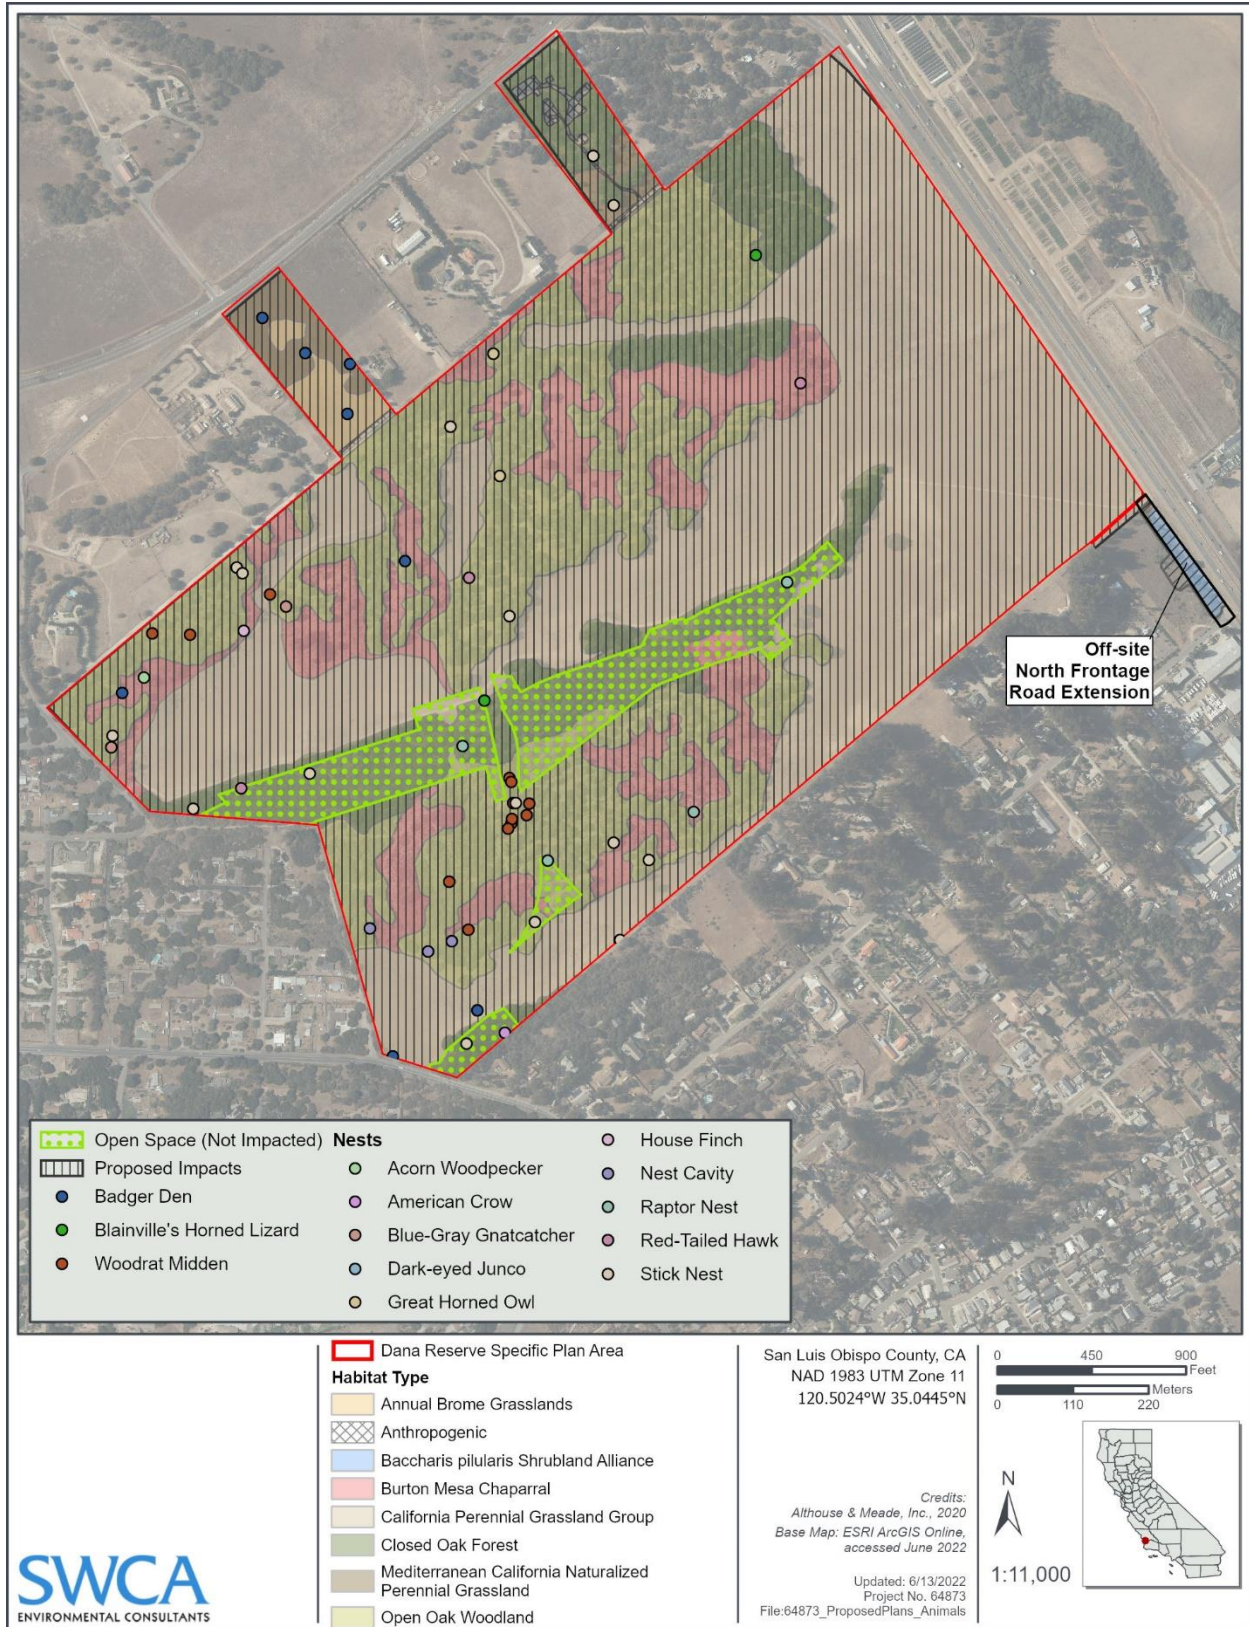 Off-site
North Frontage
Road Extension
Open Space (Not Impacted)
Proposed Impacts
Badger Den
Blainville's Horned Lizard
Woodrat Midden
Nests
Acorn Woodpecker
American Crow
Blue-Gray Gnatcatcher
Dark-eyed Junco
Great Horned Owl
House Finch
Nest Cavity
Raptor Nest
Red-Tailed Hawk
Stick Nest
Dana Reserve Specific Plan Area
Habitat Type
Annual Brome Grasslands
Anthropogenic
Baccharis pilularis Shrubland Alliance
Burton Mesa Chaparral
California Perennial Grassland Group
Closed Oak Forest
Mediterranean California Naturalized
Perennial Grassland
Open Oak Woodland
San Luis Obispo County, CA
NAD 1983 UTM Zone 11
120.5024°W 35.0445°N
Credits:
Althouse & Meade, Inc., 2020
Base Map: ESRI ArcGIS Online,
accessed June 2022
Updated: 6/13/2022
Project No. 64873
File:64873_ProposedPlans_Animals
0 450 900
Feet
Meters
0 110 220
N
1:11,000
SWCA
ENVIRONMENTAL CONSULTANTS